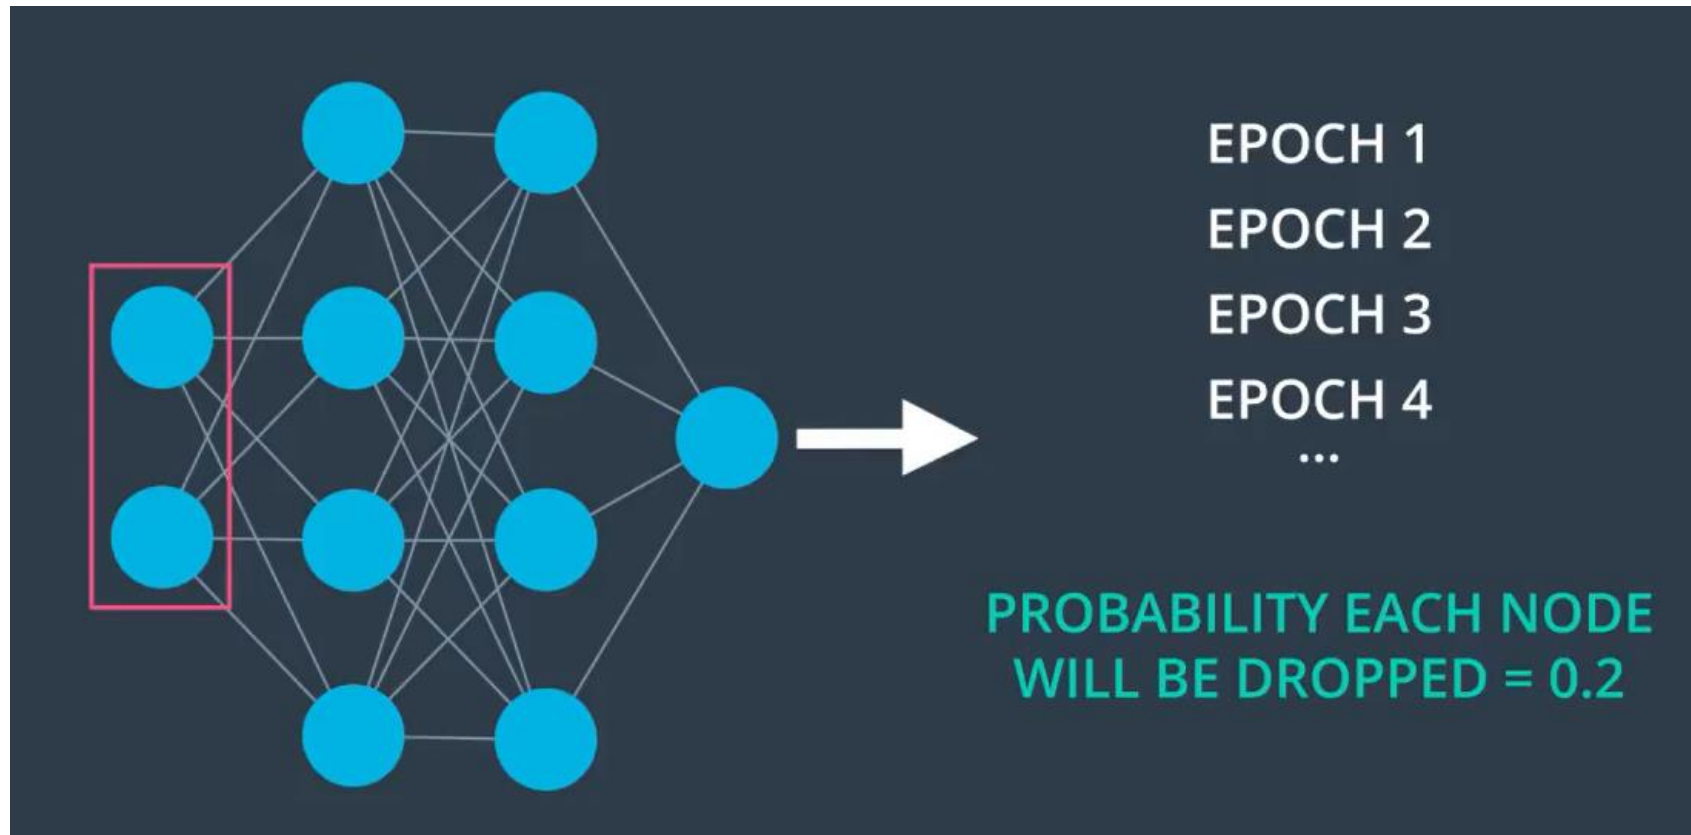 EPOCH 1
EPOCH 2
EPOCH 3
EPOCH 4
...
PROBABILITY EACH NODE
WILL BE DROPPED = 0.2